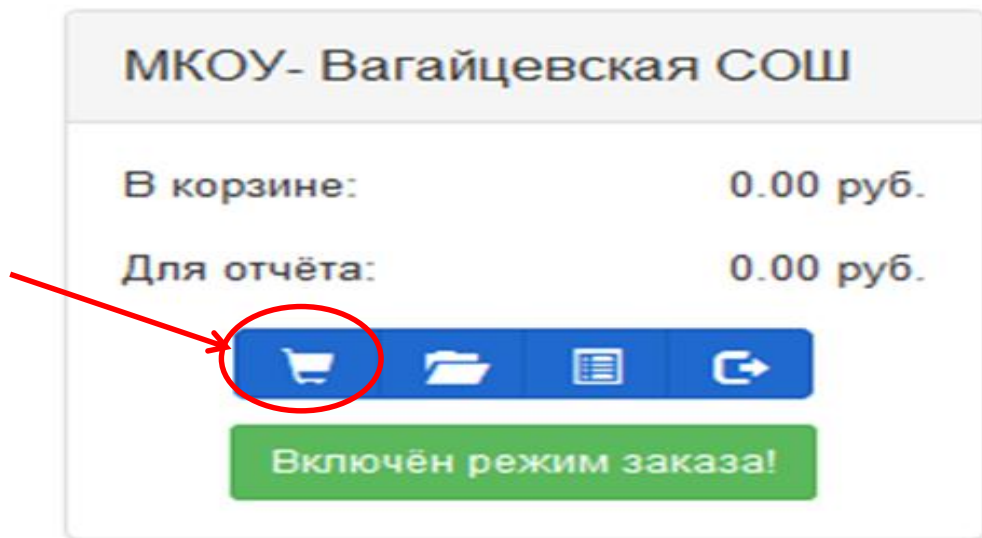 МКОУ- Вагайцевская СОШ
В корзине: 0.00 руб.
Для отчёта: 0.00 руб.
Включён режим заказа!